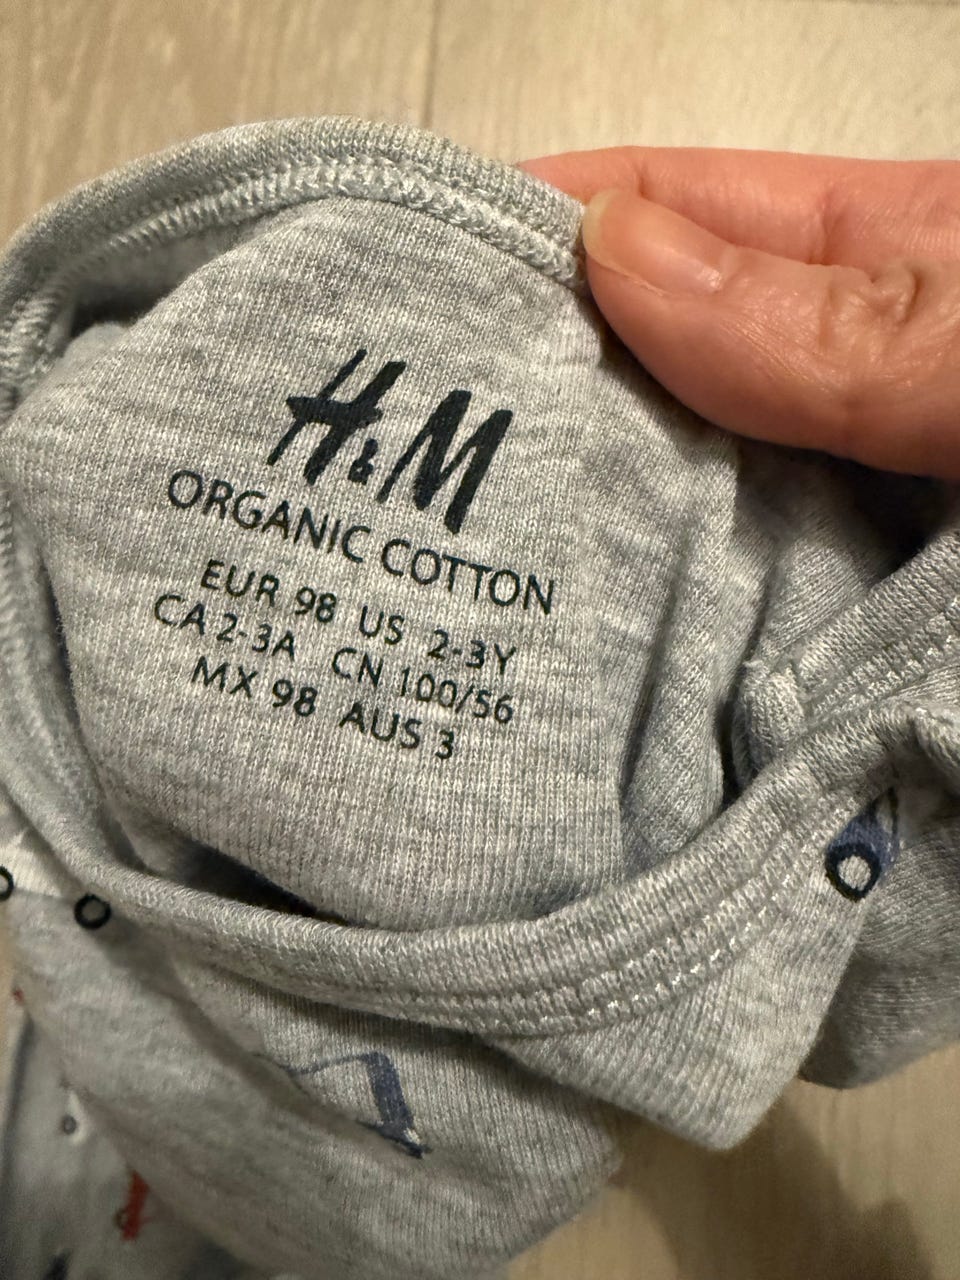 H&M
ORGANIC COTTON
EUR 98 US 2-3Y
CA 2-3A CN 100/56
MX 98 AUS 3